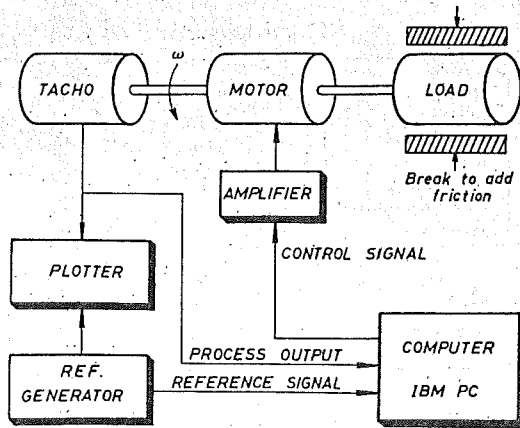 ω
TACHO
MOTOR
LOAD
AMPLIFIER
Break to add
friction
CONTROL SIGNAL
PLOTTER
PROCESS OUTPUT
REFERENCE SIGNAL
REF.
GENERATOR
COMPUTER
IBM PC